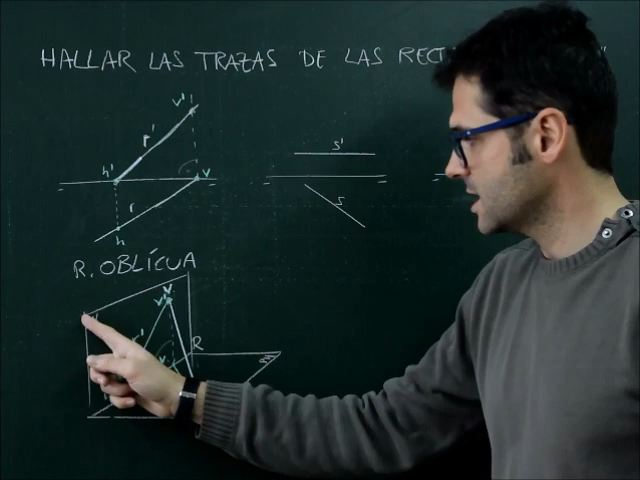 HALLAR LAS TRAZAS DE LAS RECT
v'
r'
s'
h'
v
r
s
h
R. OBLÍCUA
V
v'
r'
R
v